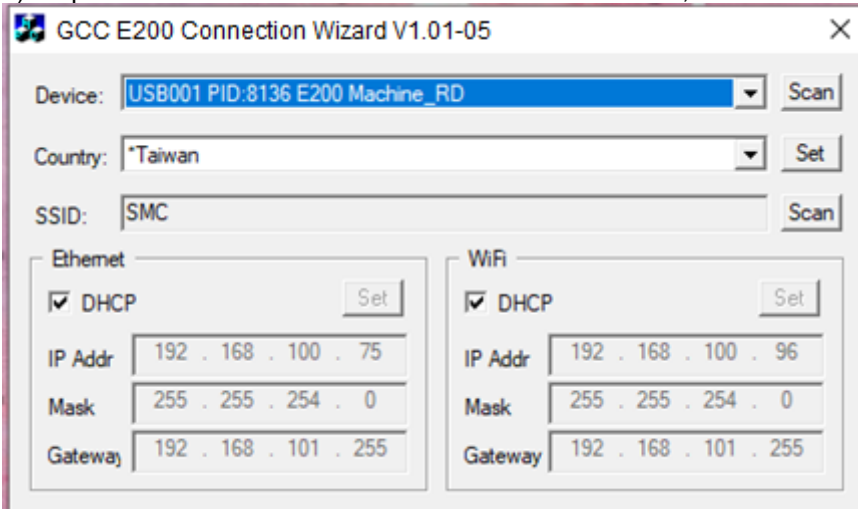 GCC E200 Connection Wizard V1.01-05
Device: USB001 PID:8136 E200 Machine_RD Scan
Country: *Taiwan Set
SSID: SMC Scan
Ethernet
DHCP Set
IP Addr 192 . 168 . 100 . 75
Mask 255 . 255 . 254 . 0
Gateway 192 . 168 . 101 . 255
WiFi
DHCP Set
IP Addr 192 . 168 . 100 . 96
Mask 255 . 255 . 254 . 0
Gateway 192 . 168 . 101 . 255